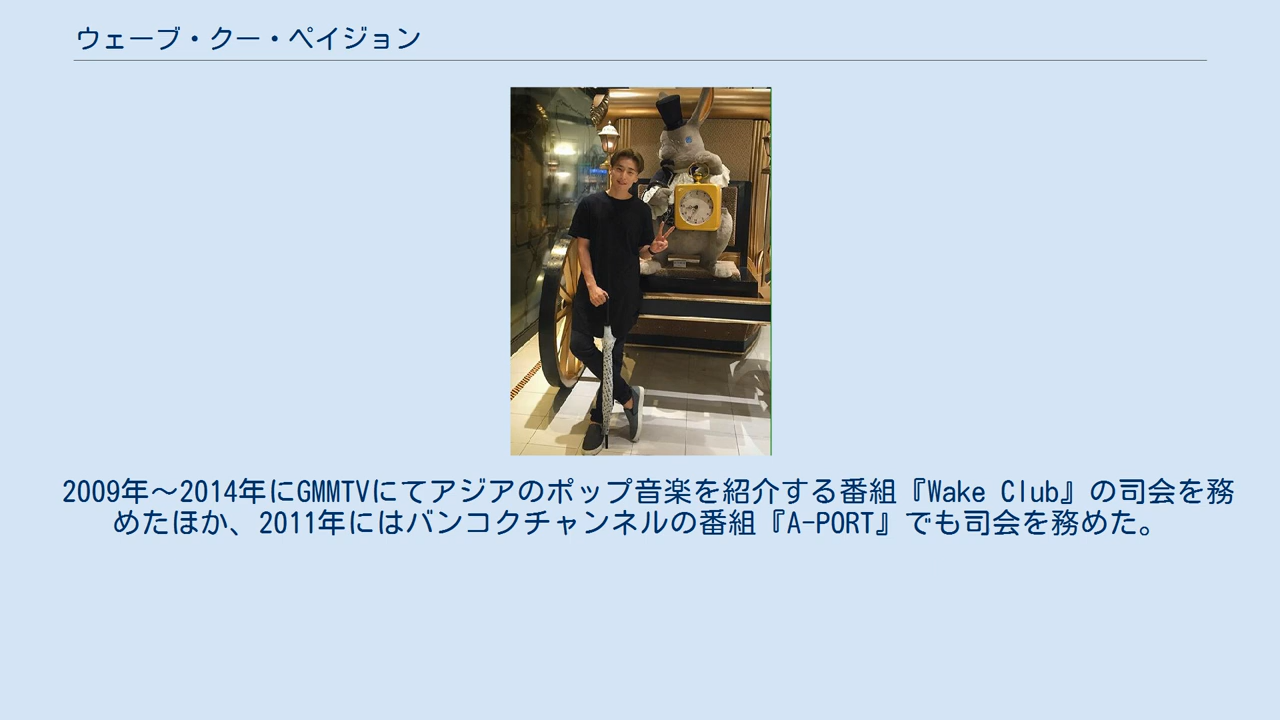 ウェーブ・クー・ペイジョン
2009年～2014年にGMMTVにてアジアのポップ音楽を紹介する番組『Wake Club』の司会を務
めたほか、2011年にはバンコクチャンネルの番組『A-PORT』でも司会を務めた。